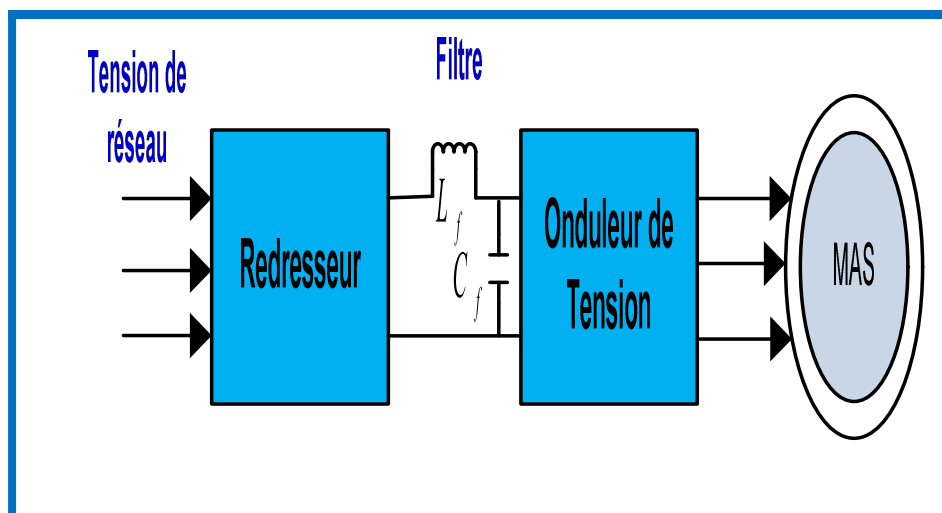 Tension de
réseau
Redresseur
Filtre
L f
C f
Onduleur de
Tension
MAS